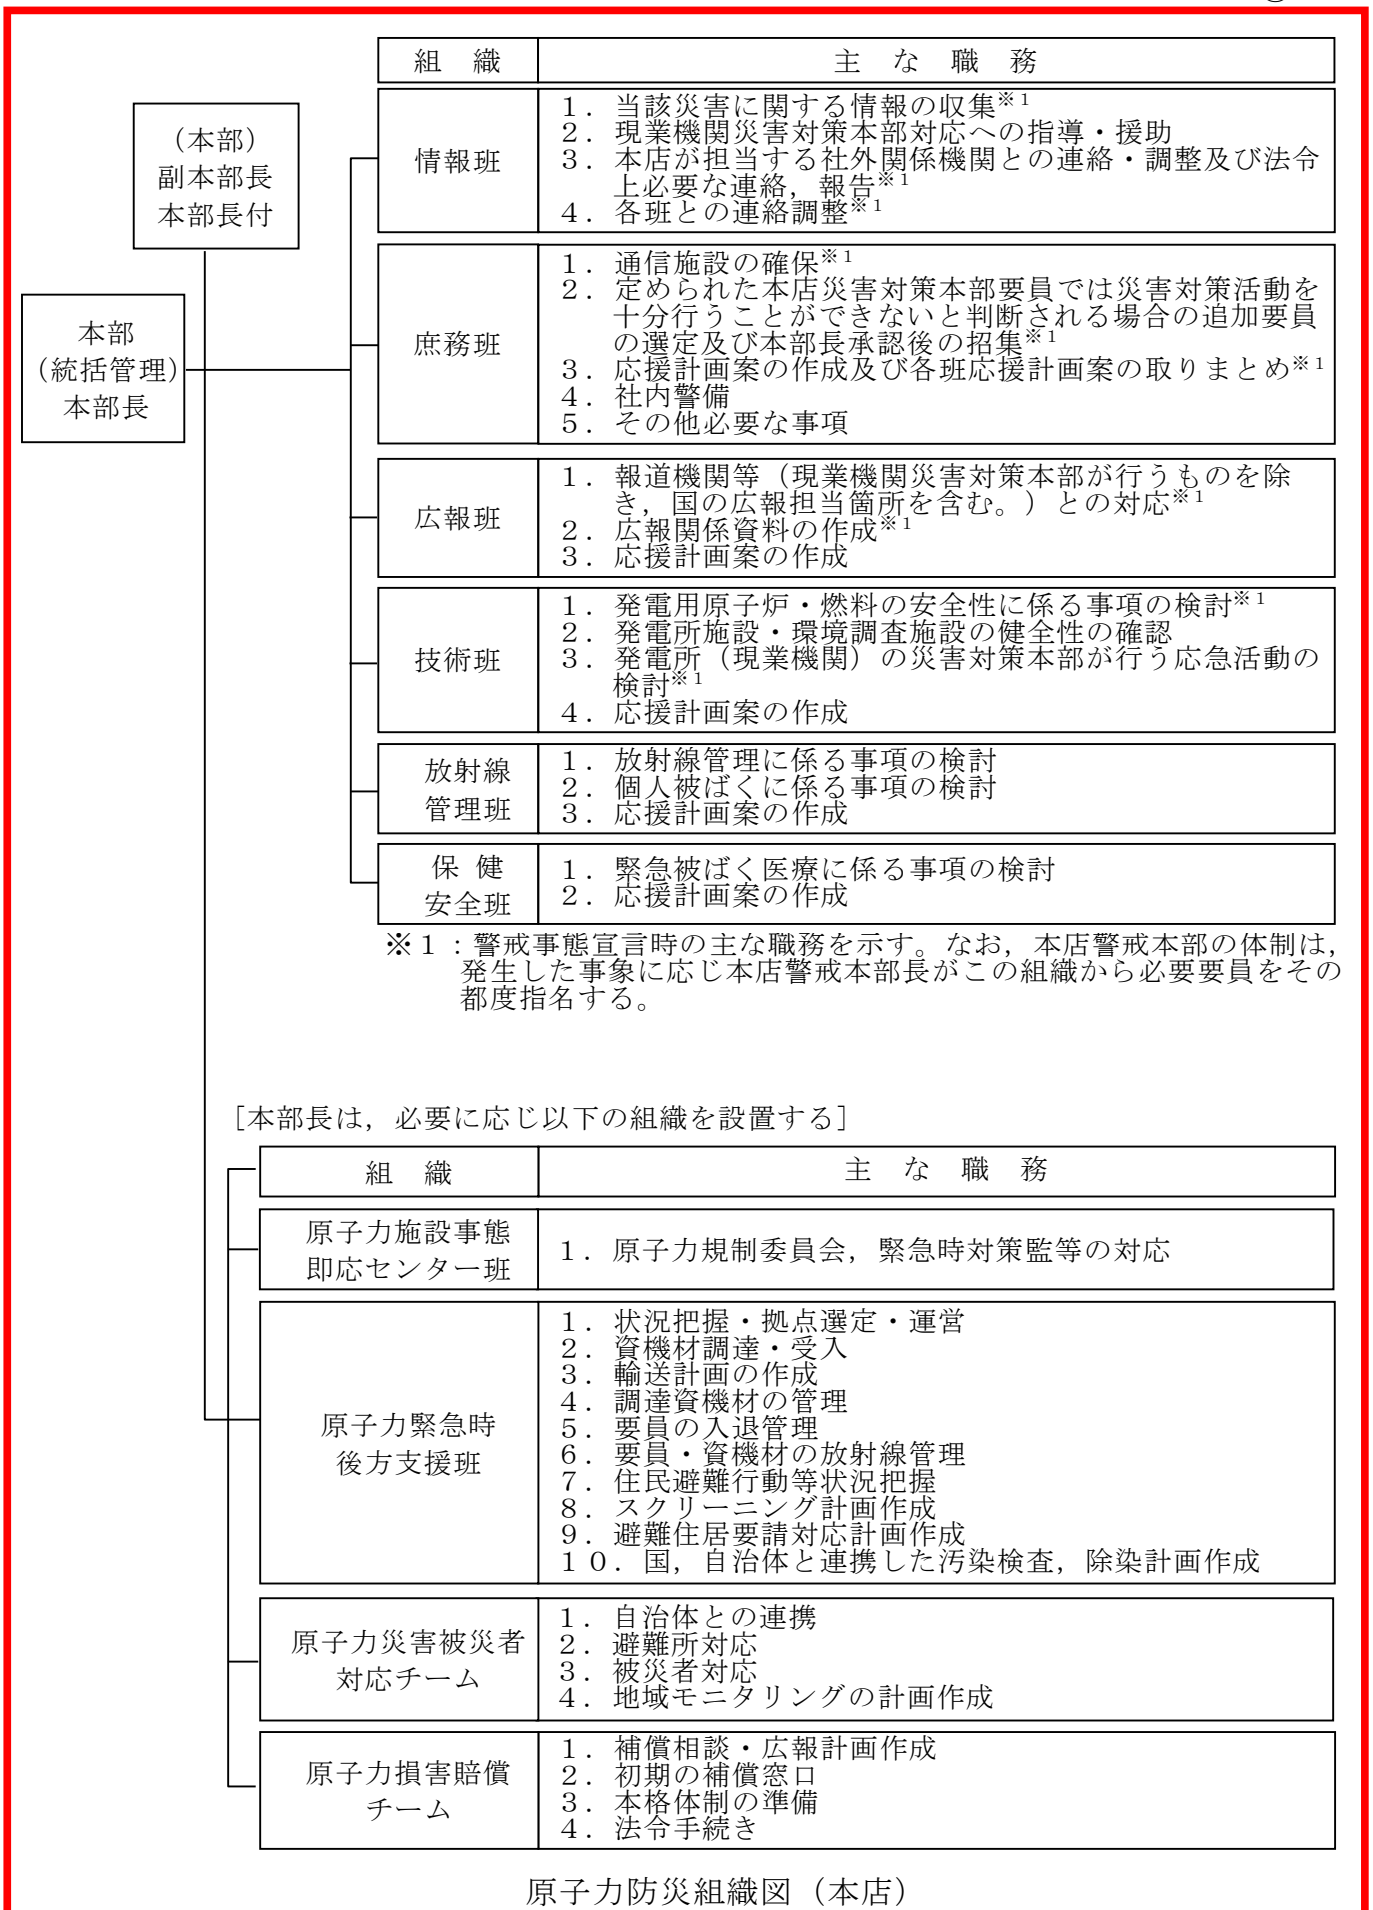 組　織　主　な　職　務
（本部）
副本部長
本部長付
本部
（統括管理）
本部長
情報班
１．当該災害に関する情報の収集※１
２．現業機関災害対策本部対応への指導・援助
３．本店が担当する社外関係機関との連絡・調整及び法令
上必要な連絡，報告※１
４．各班との連絡調整※１
庶務班
１．通信施設の確保※１
２．定められた本店災害対策本部要員では災害対策活動を
十分行うことができないと判断される場合の追加要員
の選定及び本部長承認後の招集※１
３．応援計画案の作成及び各班応援計画案の取りまとめ※１
４．社内警備
５．その他必要な事項
広報班
１．報道機関等（現業機関災害対策本部が行うものを除
き，国の広報担当箇所を含む。）との対応※１
２．広報関係資料の作成※１
３．応援計画案の作成
技術班
１．発電用原子炉・燃料の安全性に係る事項の検討※１
２．発電所施設・環境調査施設の健全性の確認
３．発電所（現業機関）の災害対策本部が行う応急活動の
検討※１
４．応援計画案の作成
放射線
管理班
１．放射線管理に係る事項の検討
２．個人被ばくに係る事項の検討
３．応援計画案の作成
保　健
安全班
１．緊急被ばく医療に係る事項の検討
２．応援計画案の作成
※１：警戒事態宣言時の主な職務を示す。なお，本店警戒本部の体制は，
発生した事象に応じ本店警戒本部長がこの組織から必要要員をその
都度指名する。
［本部長は，必要に応じ以下の組織を設置する］
組　織　主　な　職　務
原子力施設事態
即応センター班
１．原子力規制委員会，緊急時対策監等の対応
原子力緊急時
後方支援班
１．状況把握・拠点選定・運営
２．資機材調達・受入
３．輸送計画の作成
４．調達資機材の管理
５．要員の入退管理
６．要員・資機材の放射線管理
７．住民避難行動等状況把握
８．スクリーニング計画作成
９．避難住居要請対応計画作成
１０．国，自治体と連携した汚染検査，除染計画作成
原子力災害被災者
対応チーム
１．自治体との連携
２．避難所対応
３．被災者対応
４．地域モニタリングの計画作成
原子力損害賠償
チーム
１．補償相談・広報計画作成
２．初期の補償窓口
３．本格体制の準備
４．法令手続き
原子力防災組織図（本店）